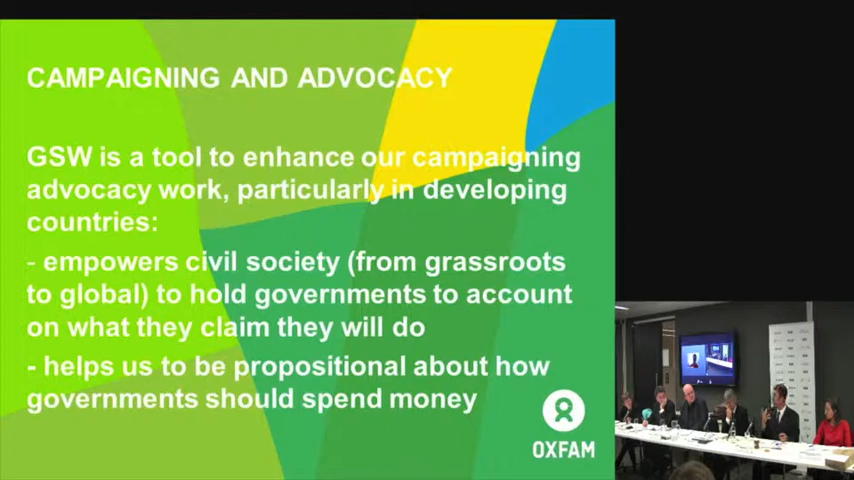 CAMPAIGNING AND ADVOCACY
GSW is a tool to enhance our campaigning
advocacy work, particularly in developing
countries:
- empowers civil society (from grassroots
to global) to hold governments to account
on what they claim they will do
- helps us to be propositional about how
governments should spend money
OXFAM